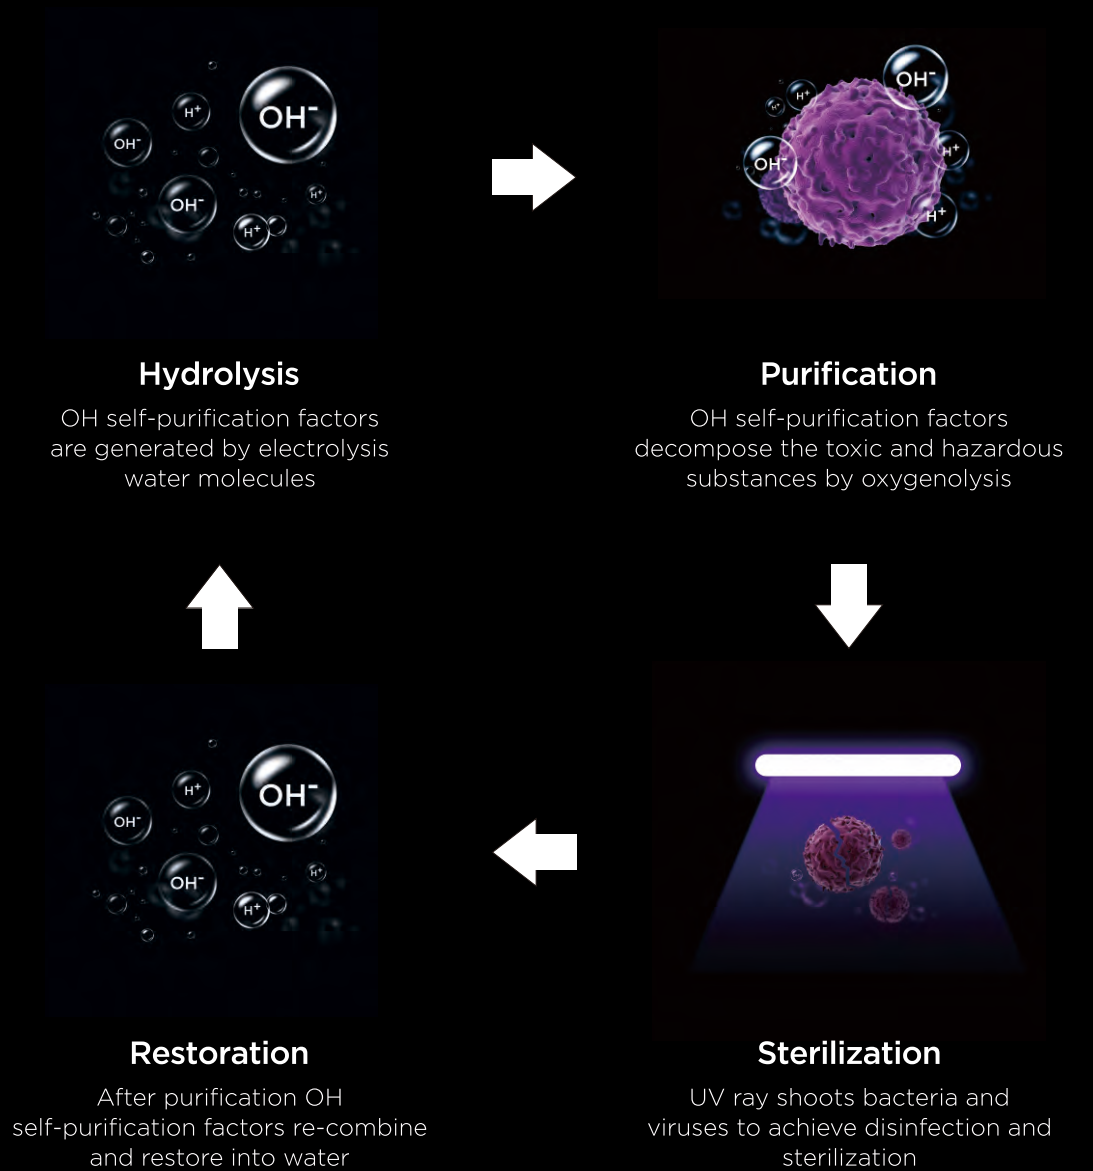 OH⁻
H⁺
OH⁻
OH⁻
H⁺
H⁺
OH⁻
H⁺
H⁺
OH⁻
H⁺
H⁺
Hydrolysis
OH self-purification factors
are generated by electrolysis
water molecules
Purification
OH self-purification factors
decompose the toxic and hazardous
substances by oxygenolysis
OH⁻
H⁺
OH⁻
OH⁻
H⁺
H⁺
Restoration
After purification OH
self-purification factors re-combine
and restore into water
Sterilization
UV ray shoots bacteria and
viruses to achieve disinfection and
sterilization